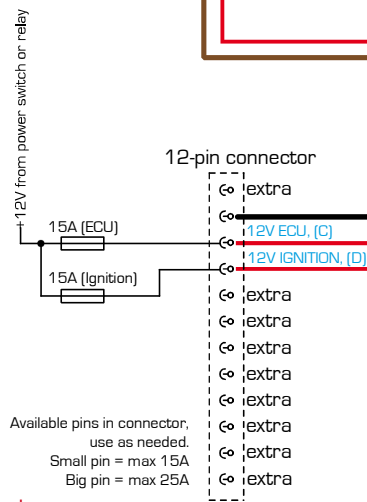 +12V from power switch or relay
12-pin connector
extra
15A (ECU)
12V ECU, (C)
12V IGNITION, (D)
15A (Ignition)
extra
extra
extra
extra
extra
extra
extra
extra
Available pins in connector,
use as needed.
Small pin = max 15A
Big pin = max 25A